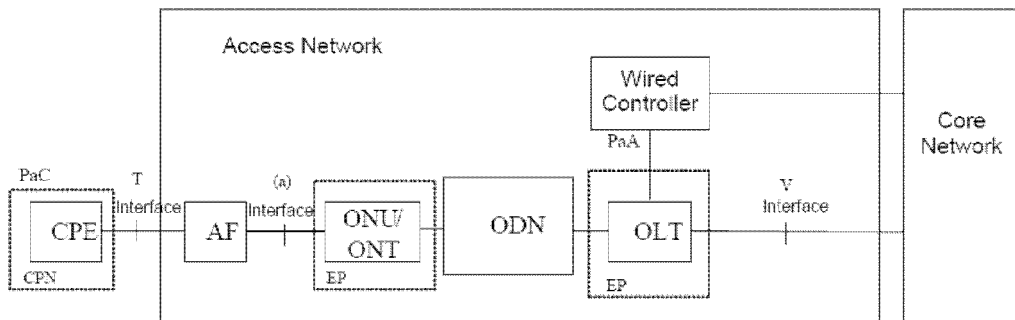 Access Network
Wired
Controller
Core
Network
PaA
PaC
T
Interface
(a)
Interface
V
Interface
CPE
AF
ONU/
ONT
ODN
OLT
CPN
EP
EP